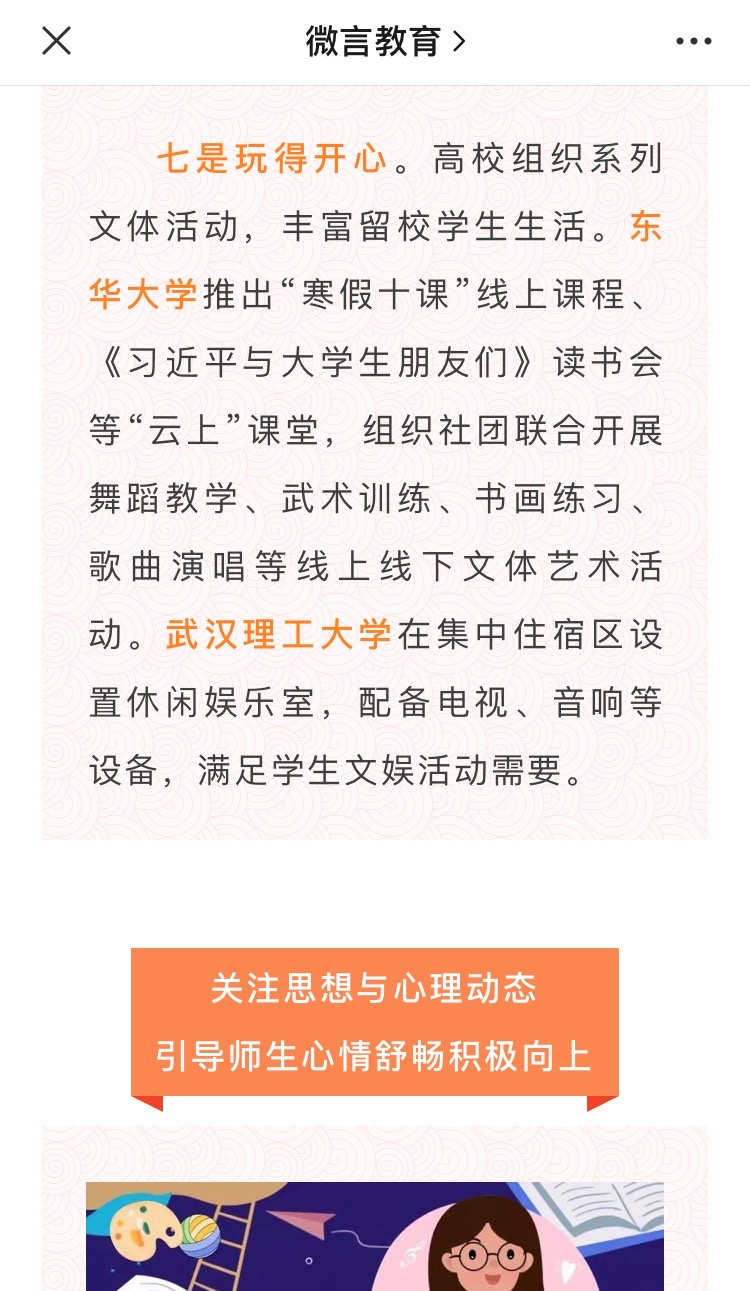 微言教育
七是玩得开心。高校组织系列
文体活动，丰富留校学生生活。东
华大学推出“寒假十课”线上课程、
《习近平与大学生朋友们》读书会
等“云上”课堂，组织社团联合开展
舞蹈教学、武术训练、书画练习、
歌曲演唱等线上线下文体艺术活
动。武汉理工大学在集中住宿区设
置休闲娱乐室，配备电视、音响等
设备，满足学生文娱活动需要。
关注思想与心理动态
引导师生心情舒畅积极向上